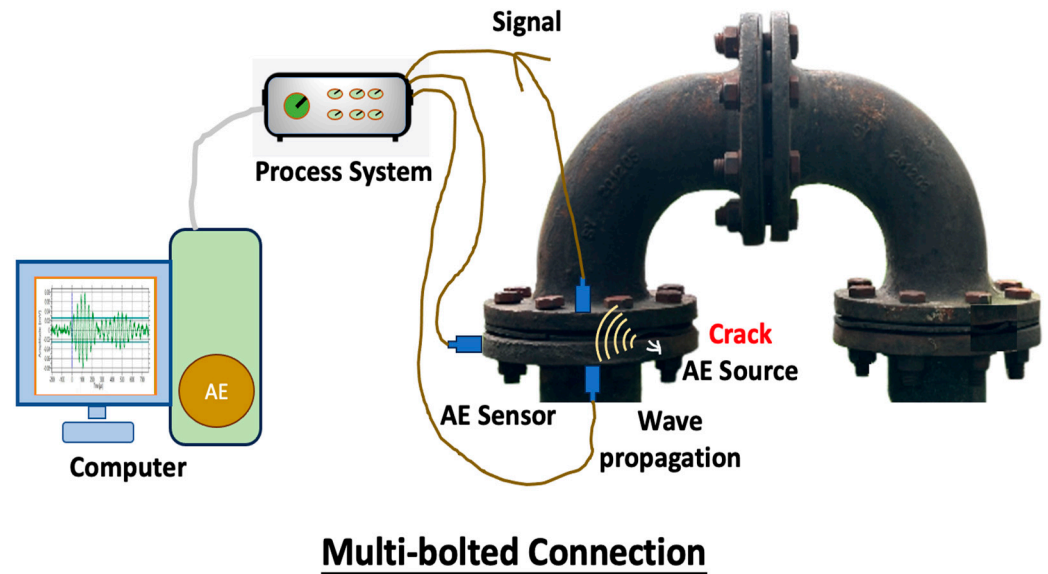 Signal
Process System
Crack
AE Source
AE Sensor
Wave
propagation
AE
Computer
Multi-bolted Connection